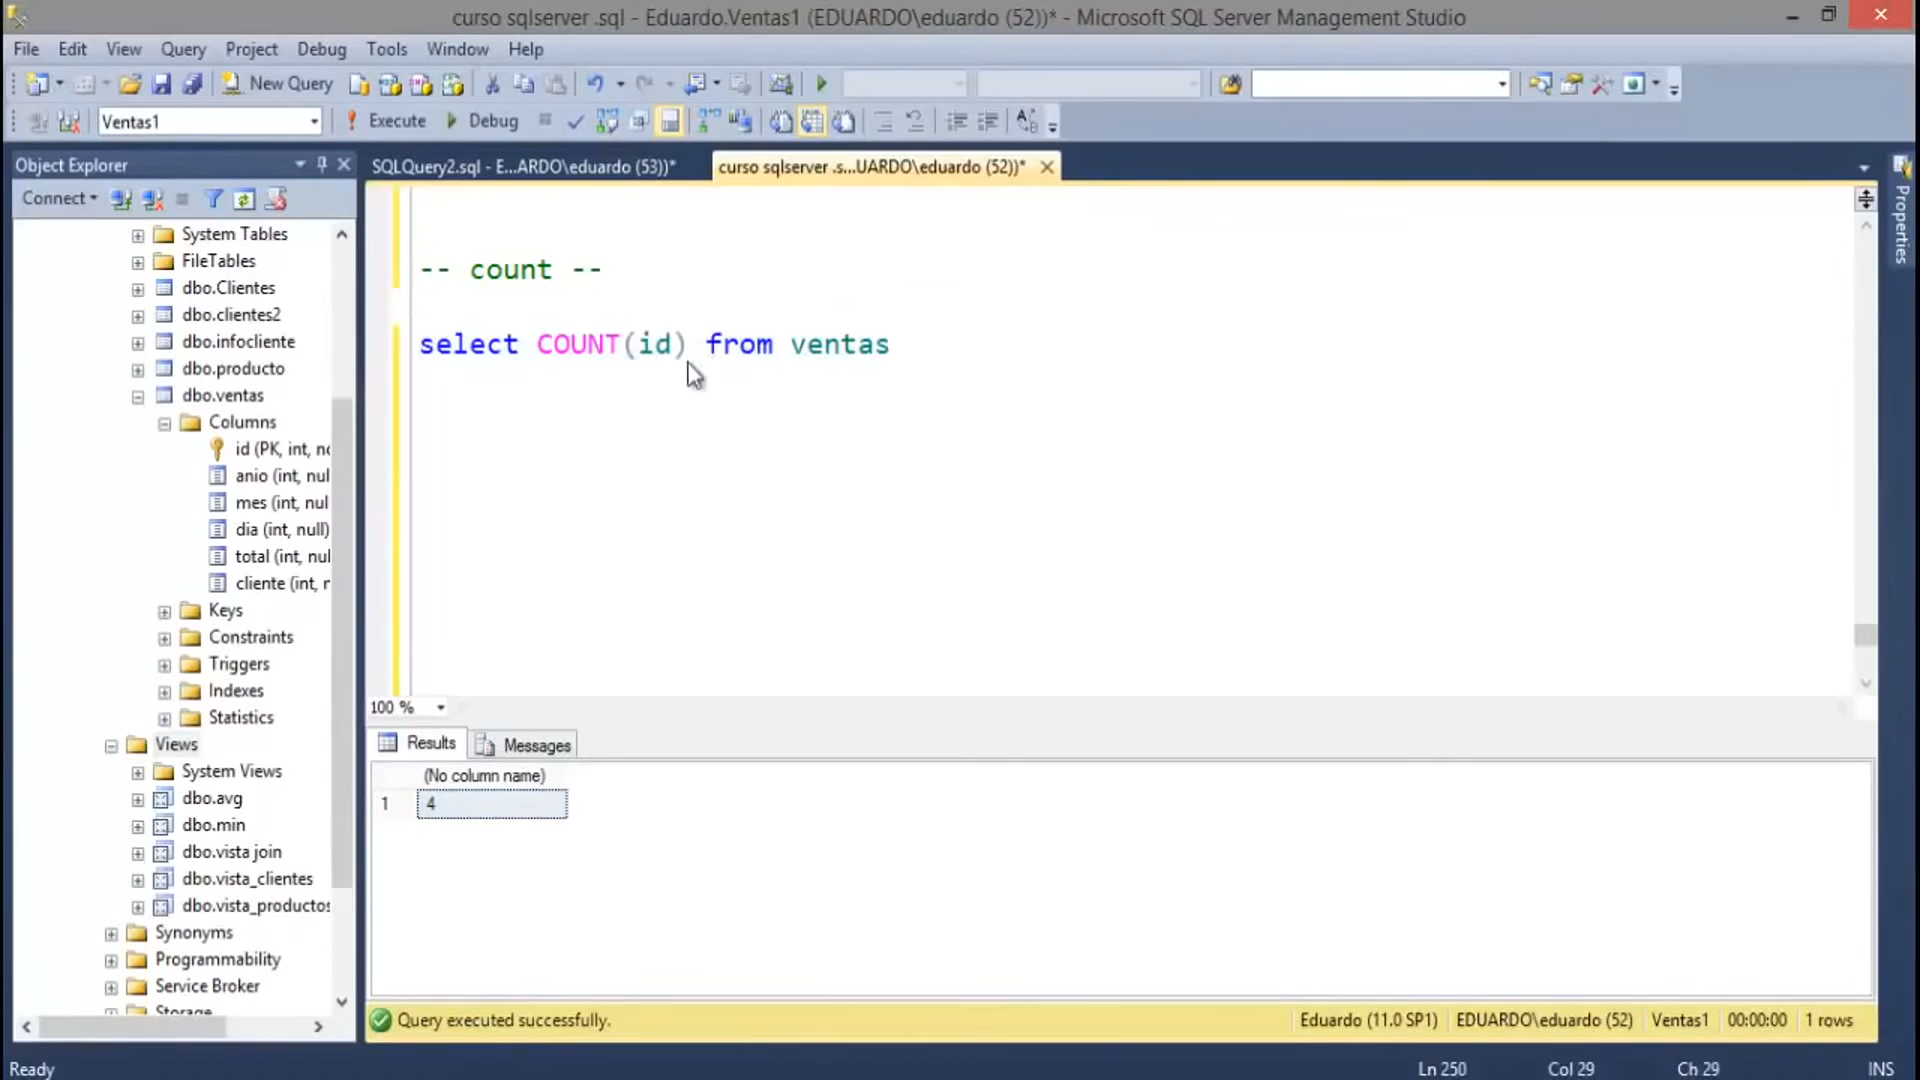 curso sqlserver .sql - Eduardo.Ventas1 (EDUARDO\eduardo (52))* - Microsoft SQL Server Management Studio
File Edit View Query Project Debug Tools Window Help
New Query
Ventas1 Execute Debug
Object Explorer
SQLQuery2.sql - E...ARDO\eduardo (53))* curso sqlserver .s...UARDO\eduardo (52))*
Connect
Properties
System Tables
FileTables
dbo.Clientes
dbo.clientes2
dbo.infocliente
dbo.producto
dbo.ventas
Columns
id (PK, int, no
anio (int, nul
mes (int, nul
dia (int, null)
total (int, nul
cliente (int, n
Keys
Constraints
Triggers
Indexes
Statistics
Views
System Views
dbo.avg
dbo.min
dbo.vista join
dbo.vista_clientes
dbo.vista_productos
Synonyms
Programmability
Service Broker
Storage
-- count --
select COUNT(id) from ventas
100 %
Results Messages
(No column name)
1 4
Query executed successfully. Eduardo (11.0 SP1) EDUARDO\eduardo (52) Ventas1 00:00:00 1 rows
Ready Ln 250 Col 29 Ch 29 INS